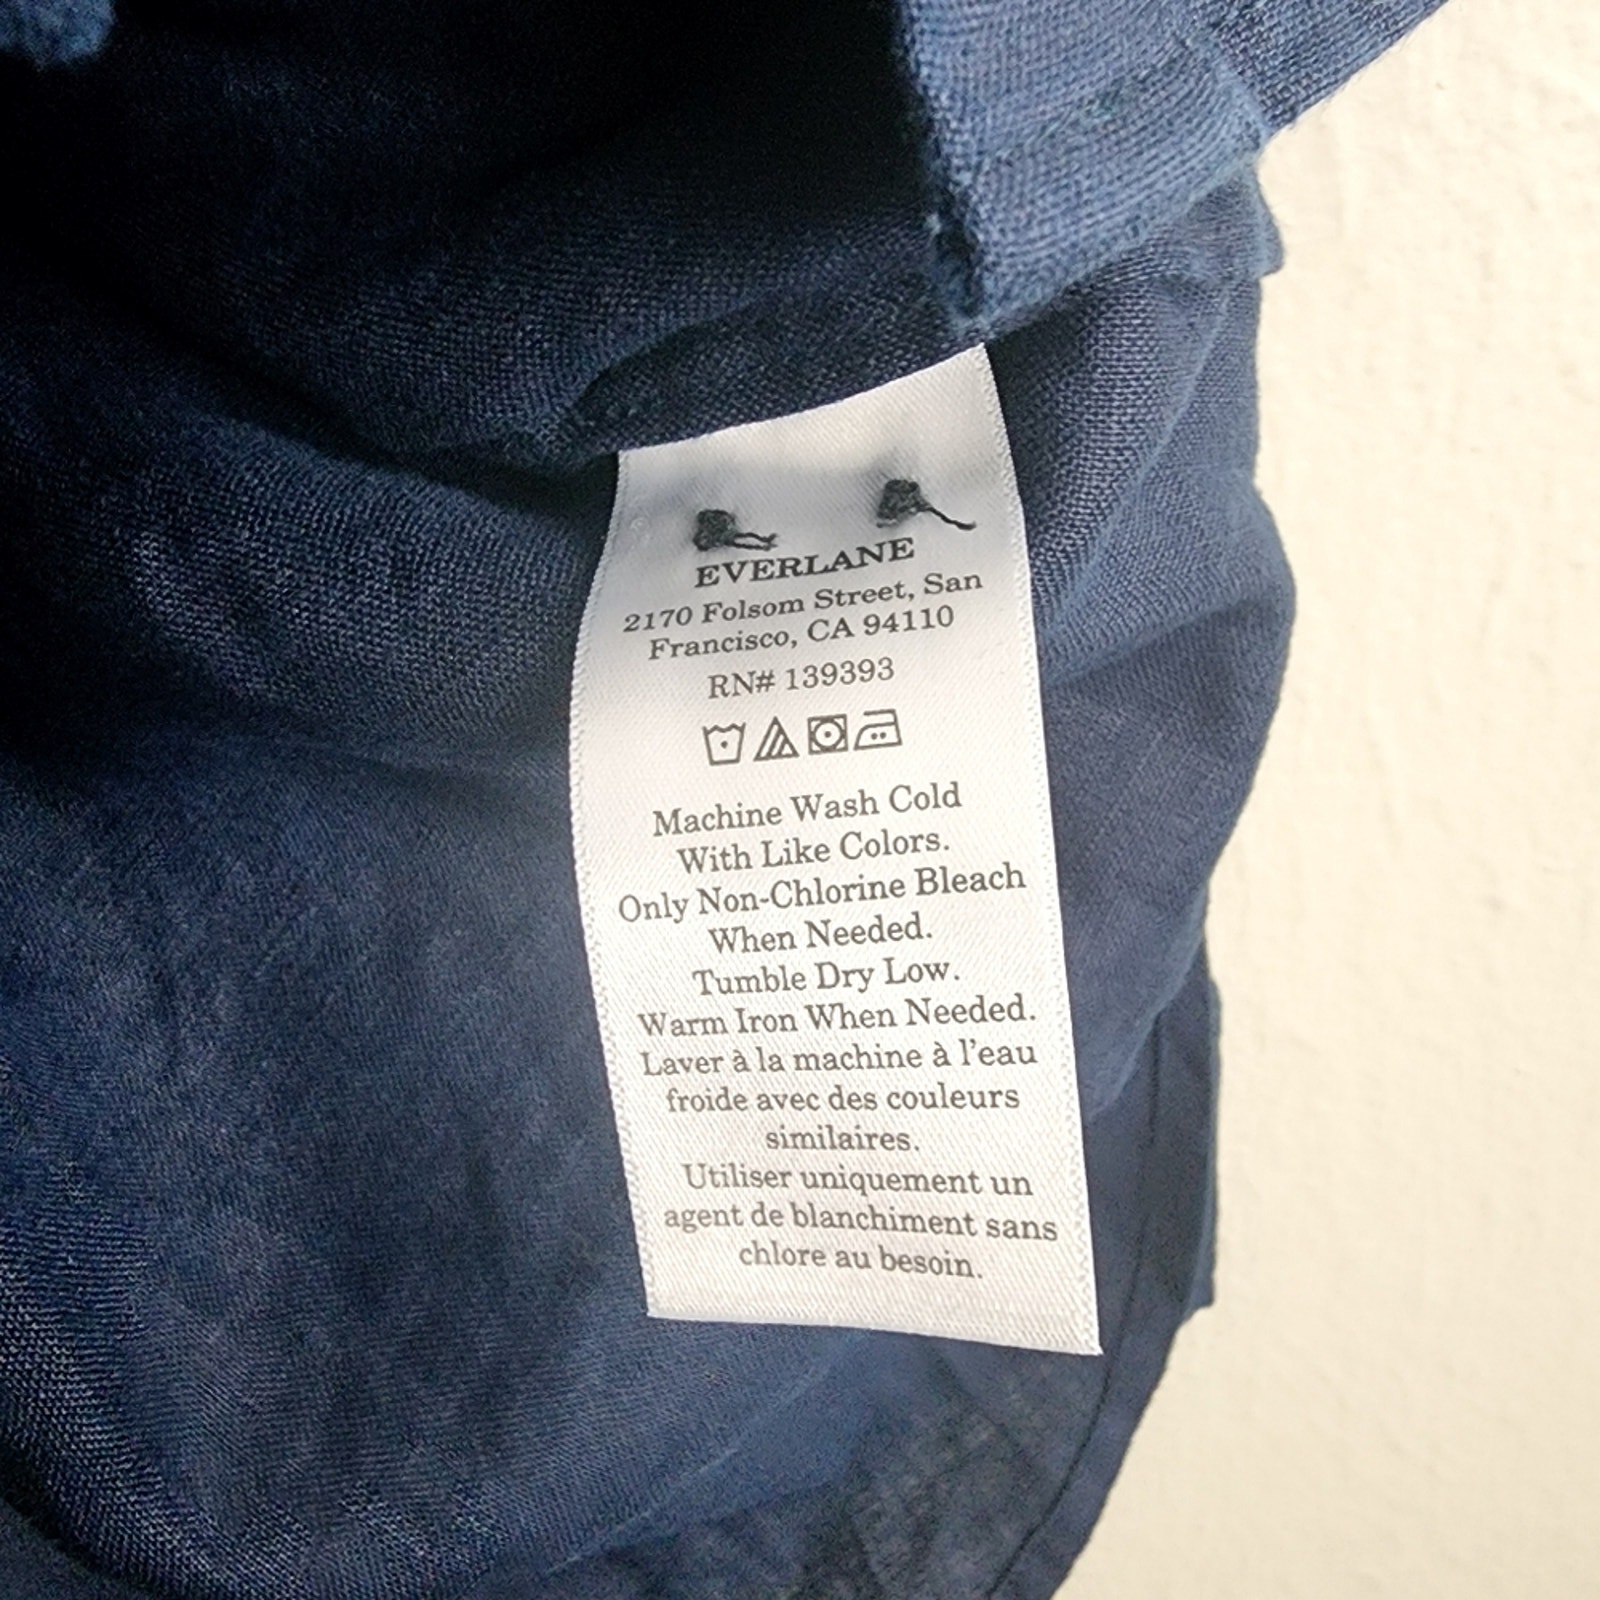 EVERLANE
2170 Folsom Street, San
Francisco, CA 94110
RN# 139393
Machine Wash Cold
With Like Colors.
Only Non-Chlorine Bleach
When Needed.
Tumble Dry Low.
Warm Iron When Needed.
Laver à la machine à l'eau
froide avec des couleurs
similaires.
Utiliser uniquement un
agent de blanchiment sans
chlore au besoin.